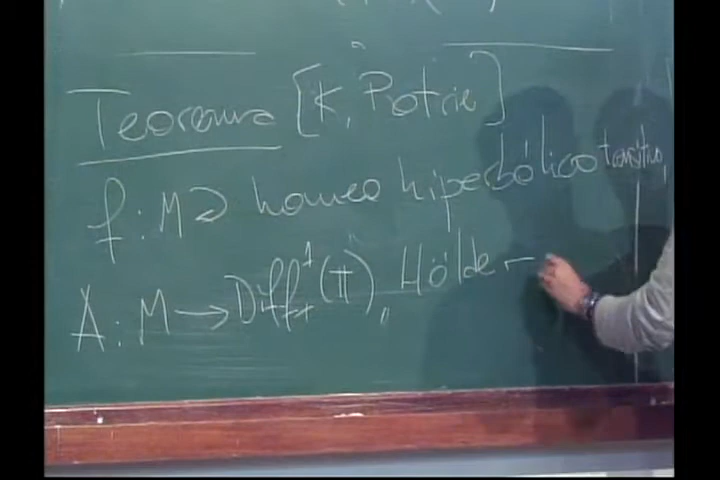 Teorema [K, Potrie]
f : M ⊃ homeo hiperbólico transitivo,
A : M → Diff¹₊(𝕋), Hölder